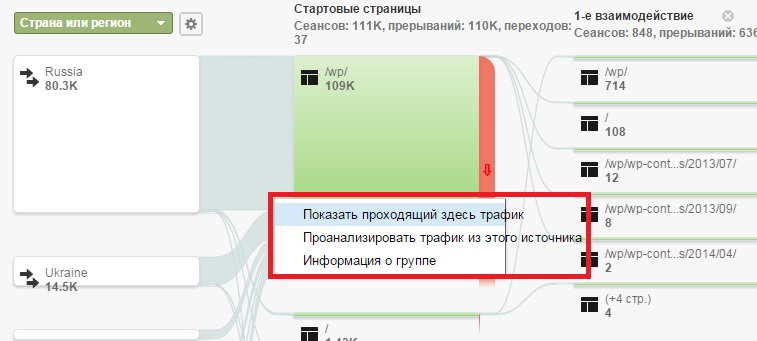 Страна или регион
Стартовые страницы
Сеансов: 111K, прерываний: 110K, переходов:
37
1-е взаимодействие
Сеансов: 848, прерываний: 636
Russia
80.3K
/wp/
109K
/wp/
714
/
108
/wp/wp-cont...s/2013/07/
12
Показать проходящий здесь трафик
Проанализировать трафик из этого источника
Информация о группе
/wp/wp-cont...s/2013/09/
8
/wp/wp-cont...s/2014/04/
2
Ukraine
14.5K
(+4 стр.)
4
/
1.43K